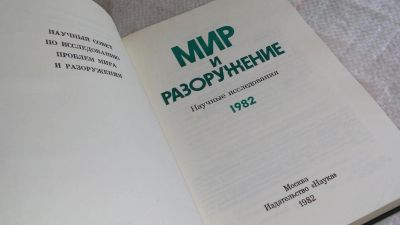 НАУЧНЫЙ СОВЕТ
ПО ИССЛЕДОВАНИЮ
ПРОБЛЕМ МИРА
И РАЗОРУЖЕНИЯ
МИР
И
РАЗОРУЖЕНИЕ
Научные исследования
1982
Москва
Издательство «Наука»
1982